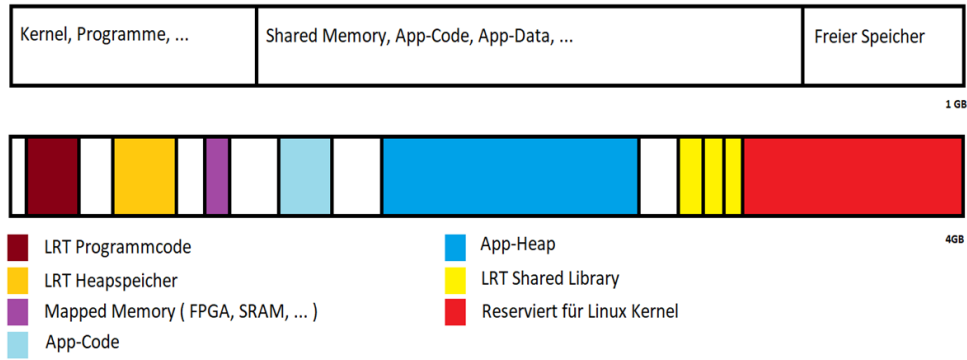 Kernel, Programme, ...
Shared Memory, App-Code, App-Data, ...
Freier Speicher
1 GB
4GB
LRT Programmcode
LRT Heapspeicher
Mapped Memory ( FPGA, SRAM, ... )
App-Code
App-Heap
LRT Shared Library
Reserviert für Linux Kernel